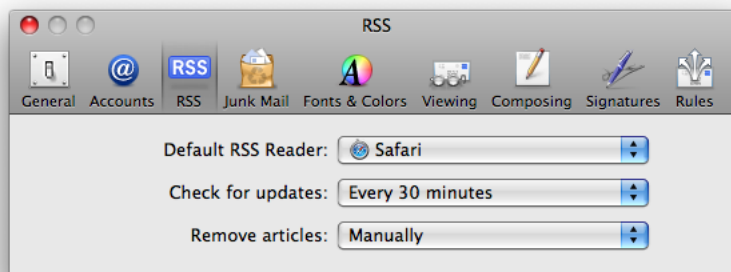 RSS
RSS
General Accounts RSS Junk Mail Fonts & Colors Viewing Composing Signatures Rules
Default RSS Reader: Safari
Check for updates: Every 30 minutes
Remove articles: Manually